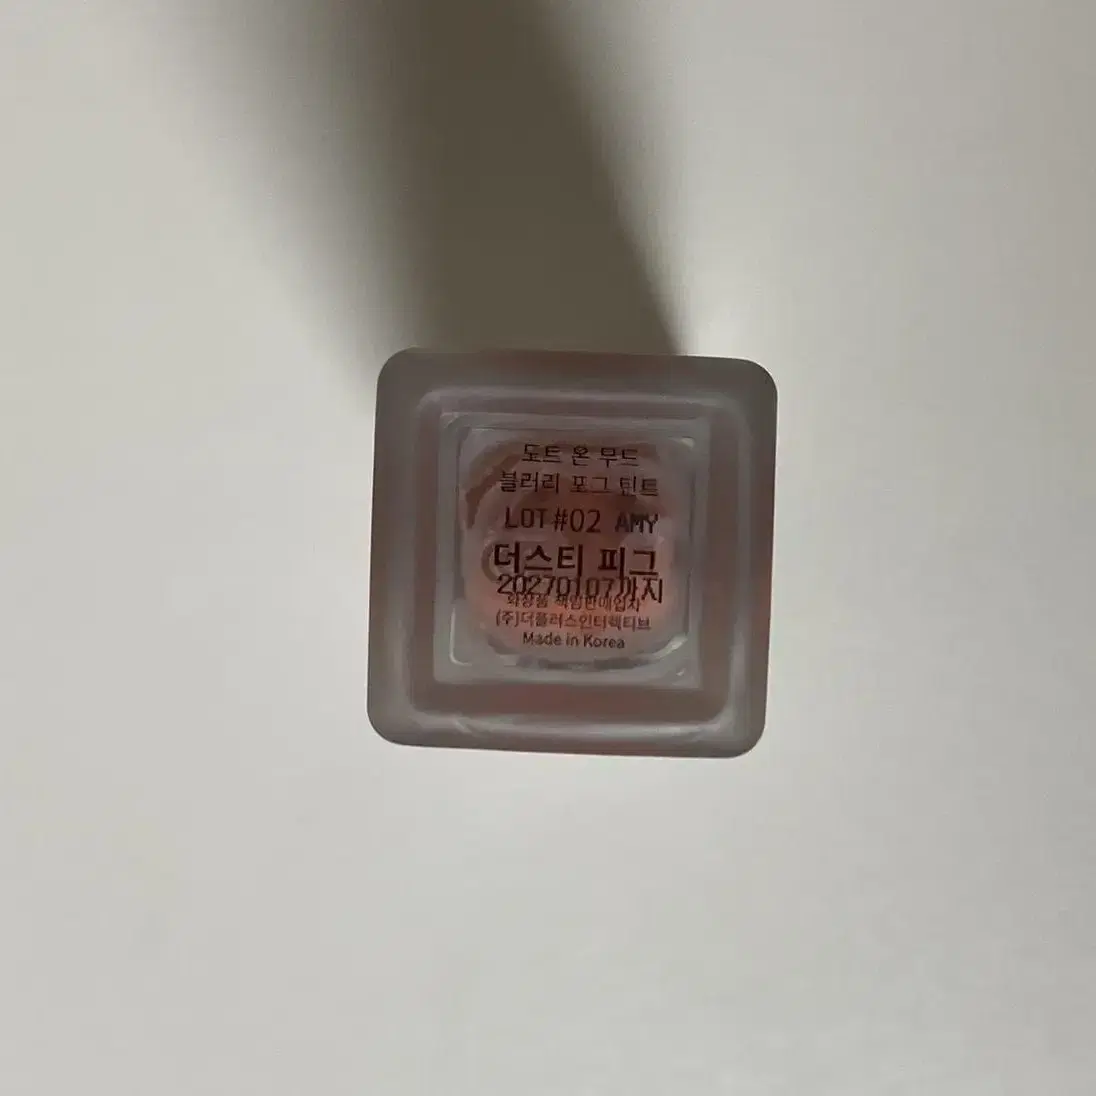 도트 온 무드
블러리 포그 틴트
LOT #02 AMY
더스티 피그
20270107까지
화장품 책임판매업자
(주)더플러스인터랙티브
Made in Korea